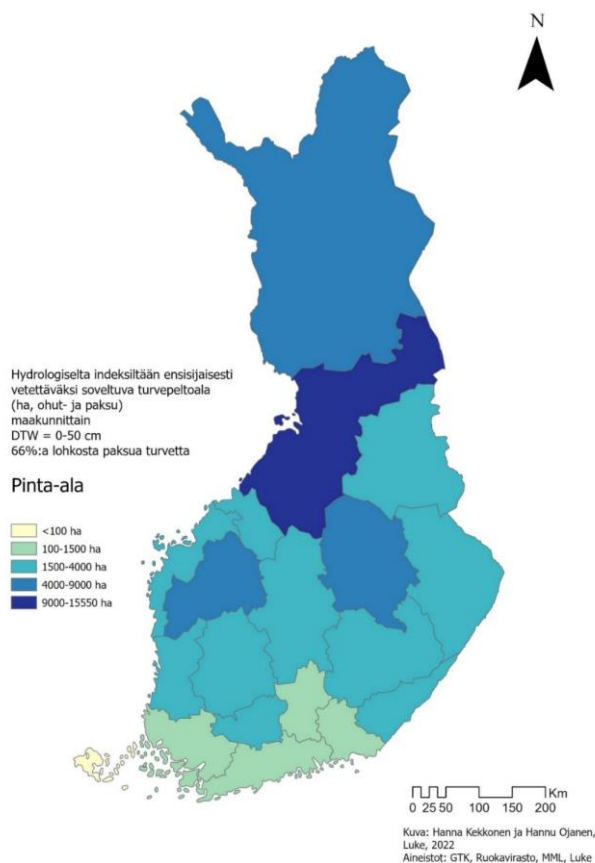 N
Hydrologiselta indeksiltään ensisijaisesti
vetettäväksi soveltuva turvepeltoala
(ha, ohut- ja paksu)
maakunnittain
DTW = 0-50 cm
66%:a lohkosta paksua turvetta
Pinta-ala
<100 ha
100-1500 ha
1500-4000 ha
4000-9000 ha
9000-15550 ha
Km
0 25 50 100 150 200
Kuva: Hanna Kekkonen ja Hannu Ojanen,
Luke, 2022
Aineistot: GTK, Ruokavirasto, MML, Luke